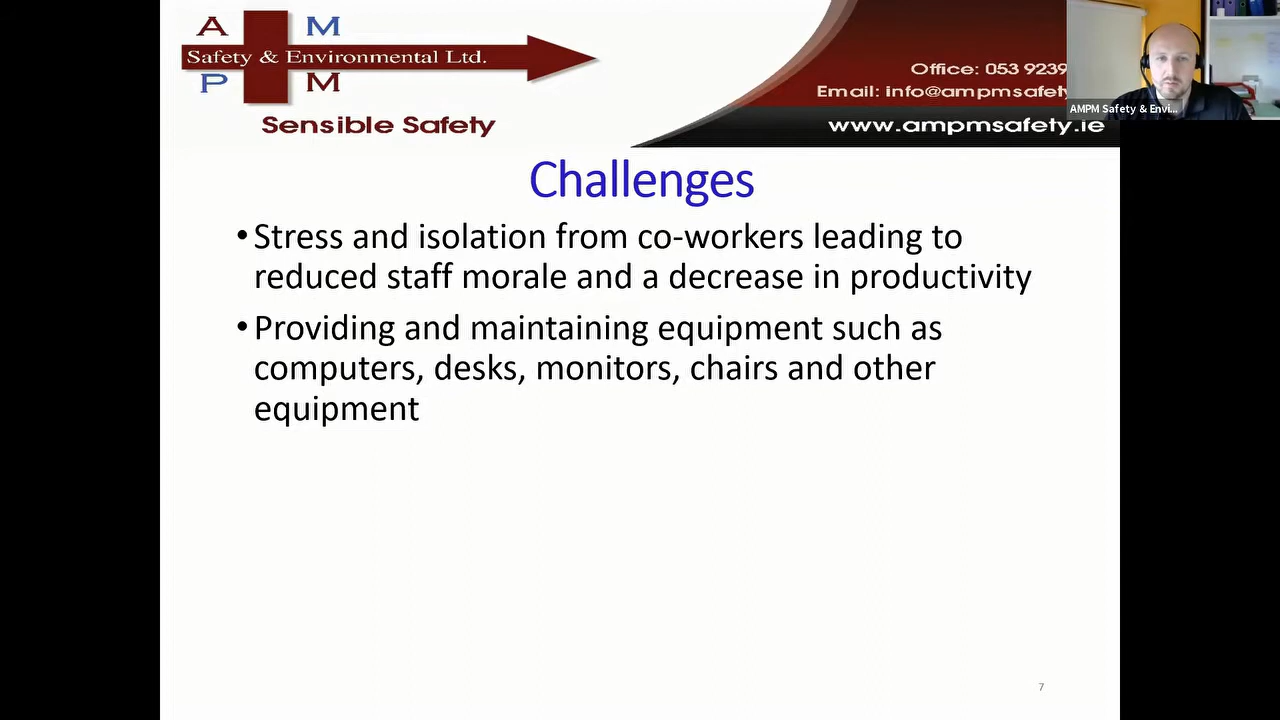 A M
Safety & Environmental Ltd.
P M
Sensible Safety
Office: 053 9239
Email: info@ampmsafety
www.ampmsafety.ie
AMPM Safety & Envi...
Challenges
•Stress and isolation from co-workers leading to
reduced staff morale and a decrease in productivity
•Providing and maintaining equipment such as
computers, desks, monitors, chairs and other
equipment
7